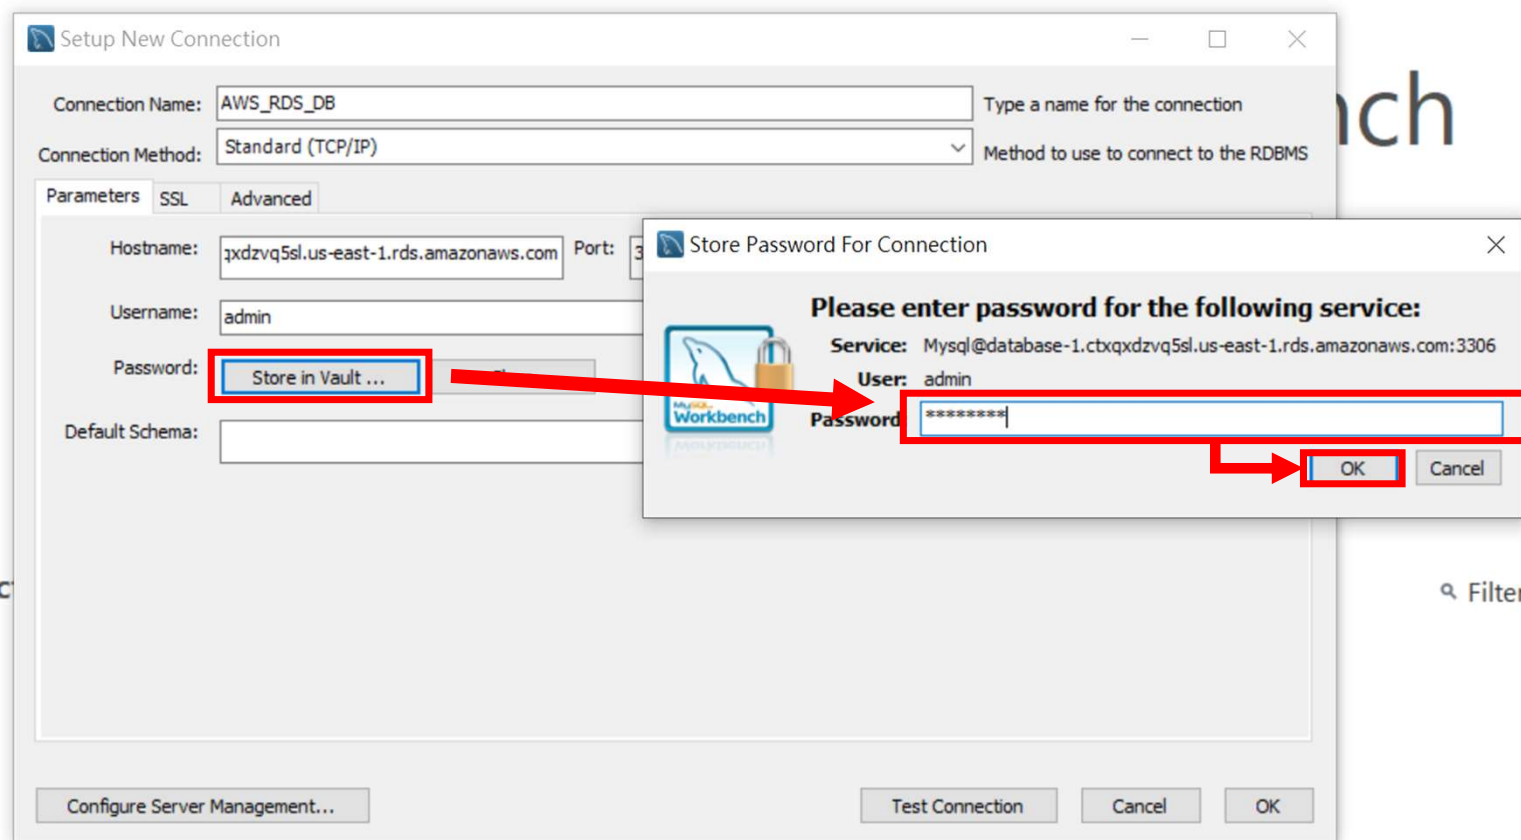 Setup New Connection
Connection Name: AWS_RDS_DB Type a name for the connection
nch
Connection Method: Standard (TCP/IP) Method to use to connect to the RDBMS
Parameters SSL Advanced
Hostname: qxdzvq5sl.us-east-1.rds.amazonaws.com Port: 3
Username: admin
Password: Store in Vault ...
Default Schema:
Store Password For Connection
Please enter password for the following service:
Service: Mysql@database-1.ctxqxdzvq5sl.us-east-1.rds.amazonaws.com:3306
User: admin
Password ********
MySQL
Workbench
OK Cancel
Filter
Configure Server Management... Test Connection Cancel OK